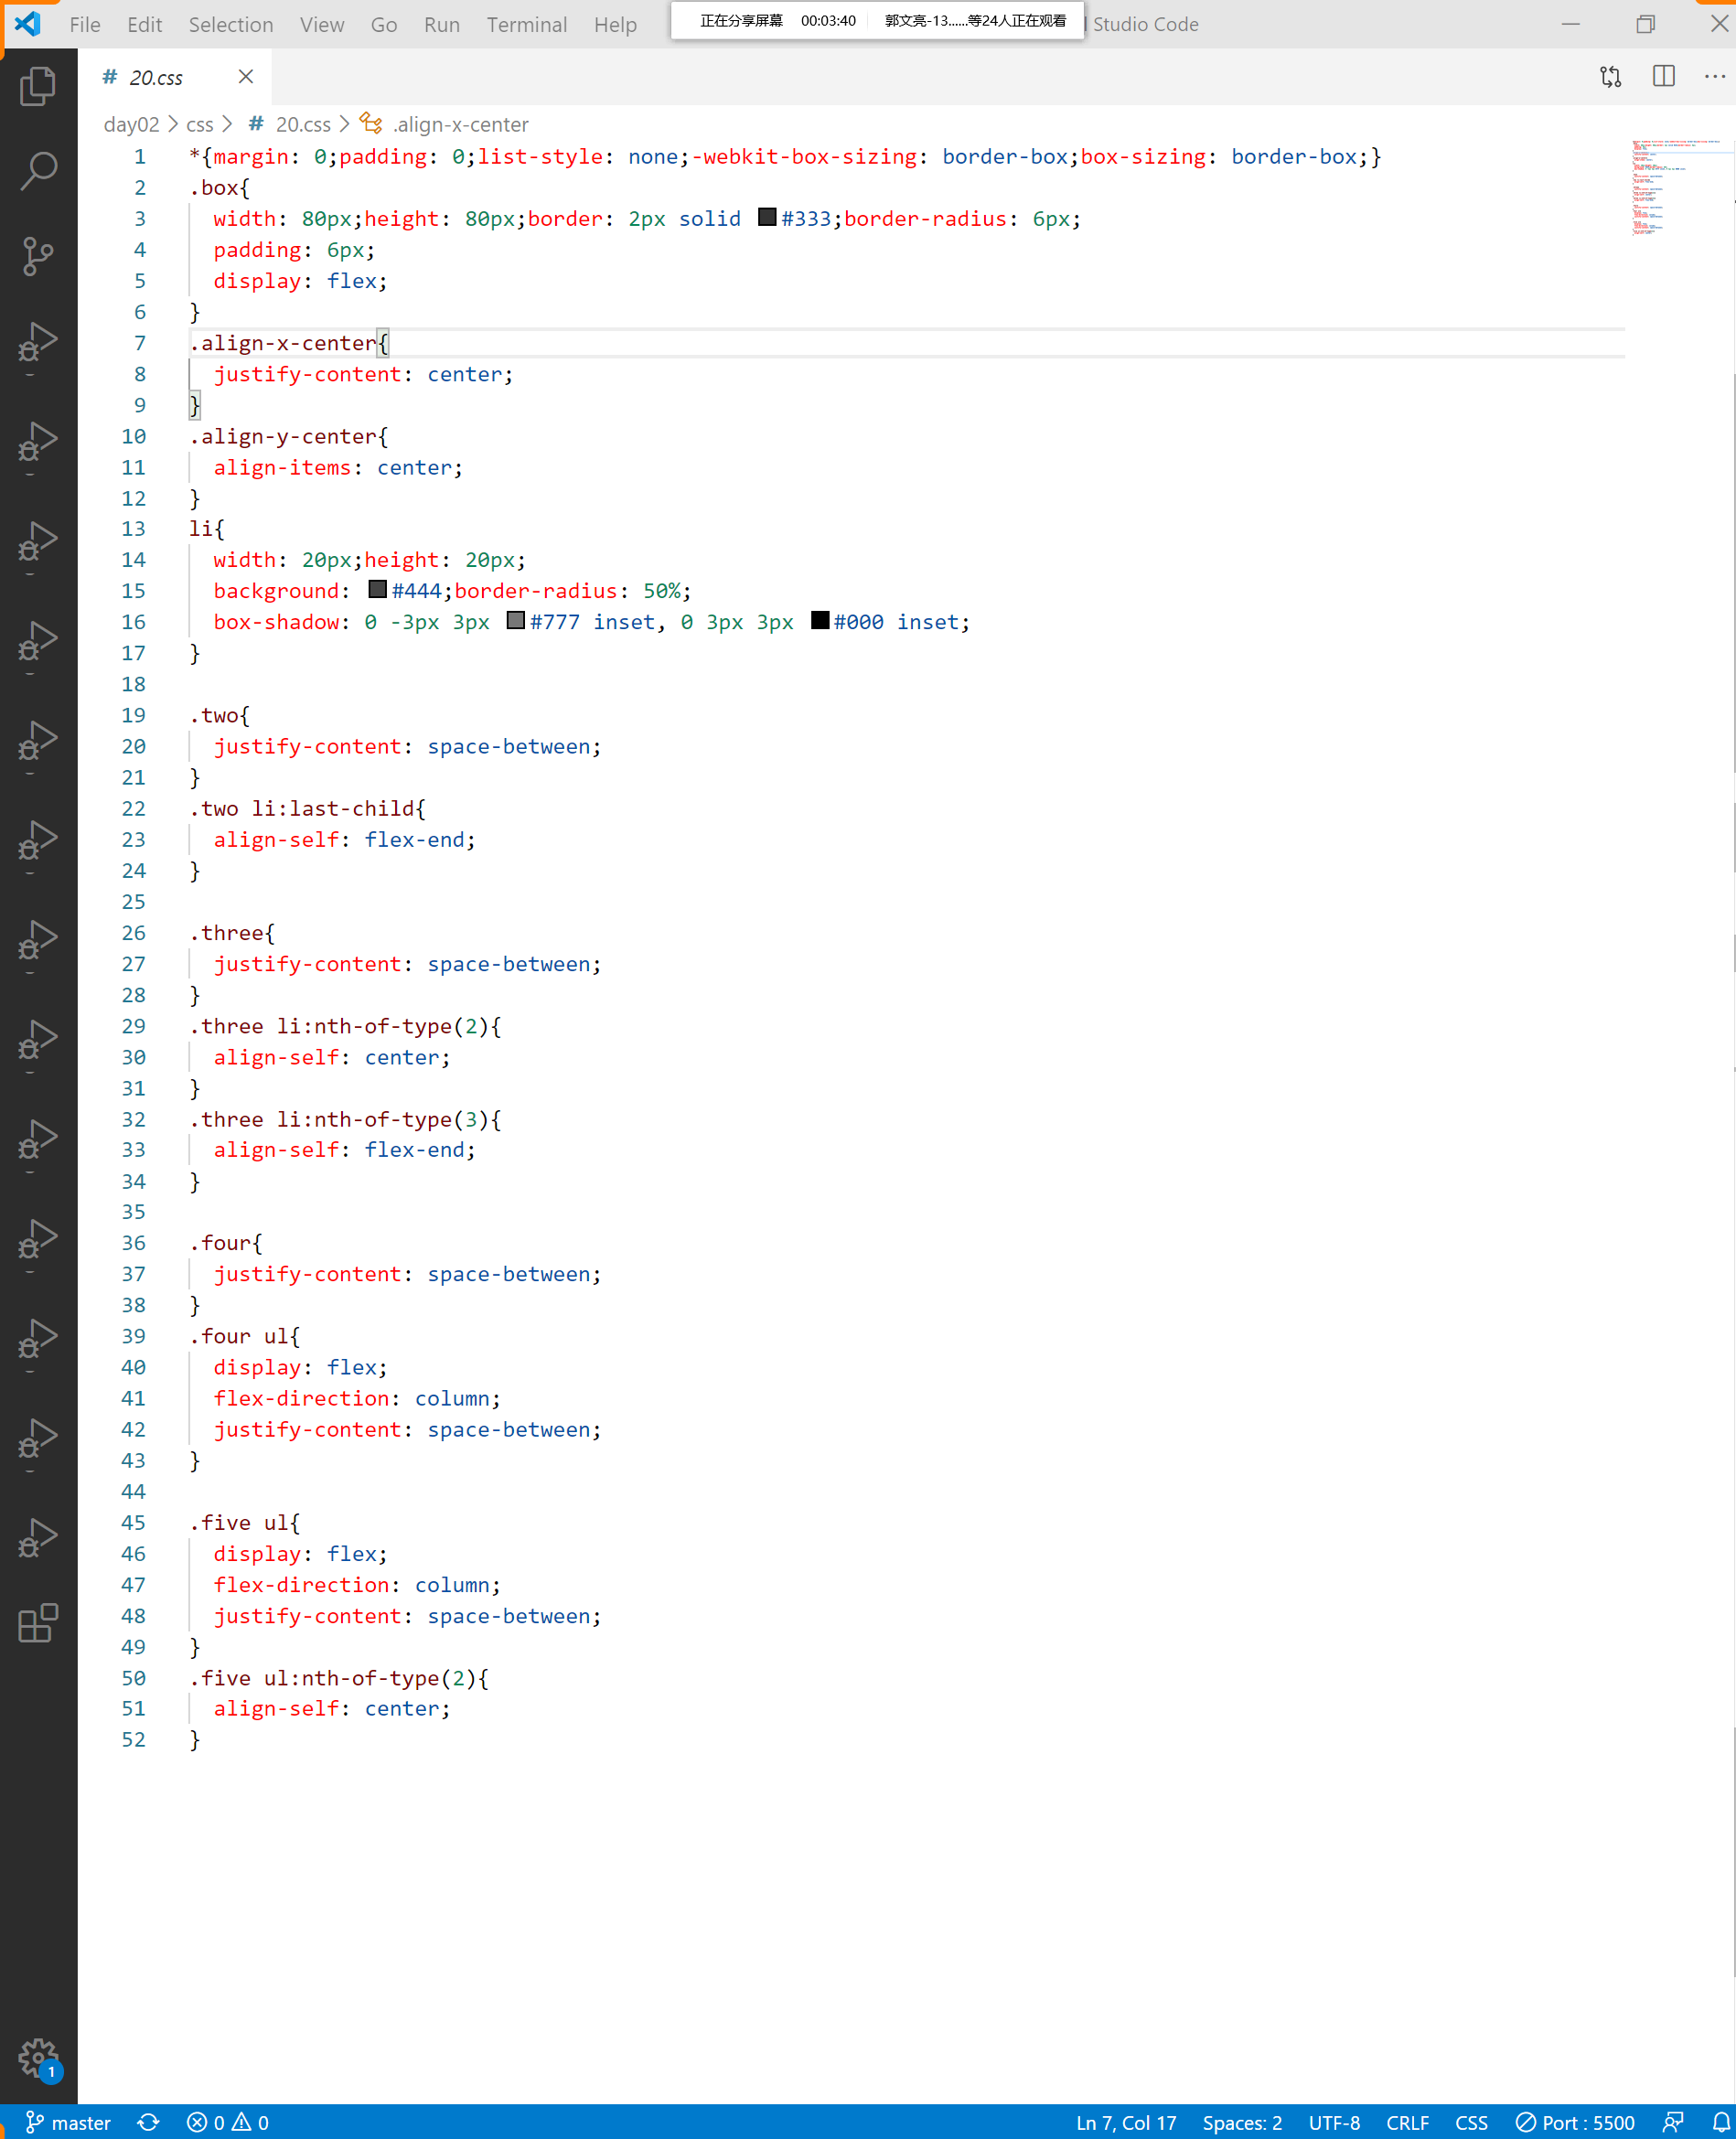 File Edit Selection View Go Run Terminal Help 正在分享屏幕 00:03:40 郭文亮-13......等24人正在观看 Studio Code
# 20.css
day02 > css > # 20.css > .align-x-center
1 *{margin: 0;padding: 0;list-style: none;-webkit-box-sizing: border-box;box-sizing: border-box;}
2 .box{
3 width: 80px;height: 80px;border: 2px solid #333;border-radius: 6px;
4 padding: 6px;
5 display: flex;
6 }
7 .align-x-center{
8 justify-content: center;
9 }
10 .align-y-center{
11 align-items: center;
12 }
13 li{
14 width: 20px;height: 20px;
15 background: #444;border-radius: 50%;
16 box-shadow: 0 -3px 3px #777 inset, 0 3px 3px #000 inset;
17 }
18
19 .two{
20 justify-content: space-between;
21 }
22 .two li:last-child{
23 align-self: flex-end;
24 }
25
26 .three{
27 justify-content: space-between;
28 }
29 .three li:nth-of-type(2){
30 align-self: center;
31 }
32 .three li:nth-of-type(3){
33 align-self: flex-end;
34 }
35
36 .four{
37 justify-content: space-between;
38 }
39 .four ul{
40 display: flex;
41 flex-direction: column;
42 justify-content: space-between;
43 }
44
45 .five ul{
46 display: flex;
47 flex-direction: column;
48 justify-content: space-between;
49 }
50 .five ul:nth-of-type(2){
51 align-self: center;
52 }
1
master 0 0 Ln 7, Col 17 Spaces: 2 UTF-8 CRLF CSS Port : 5500